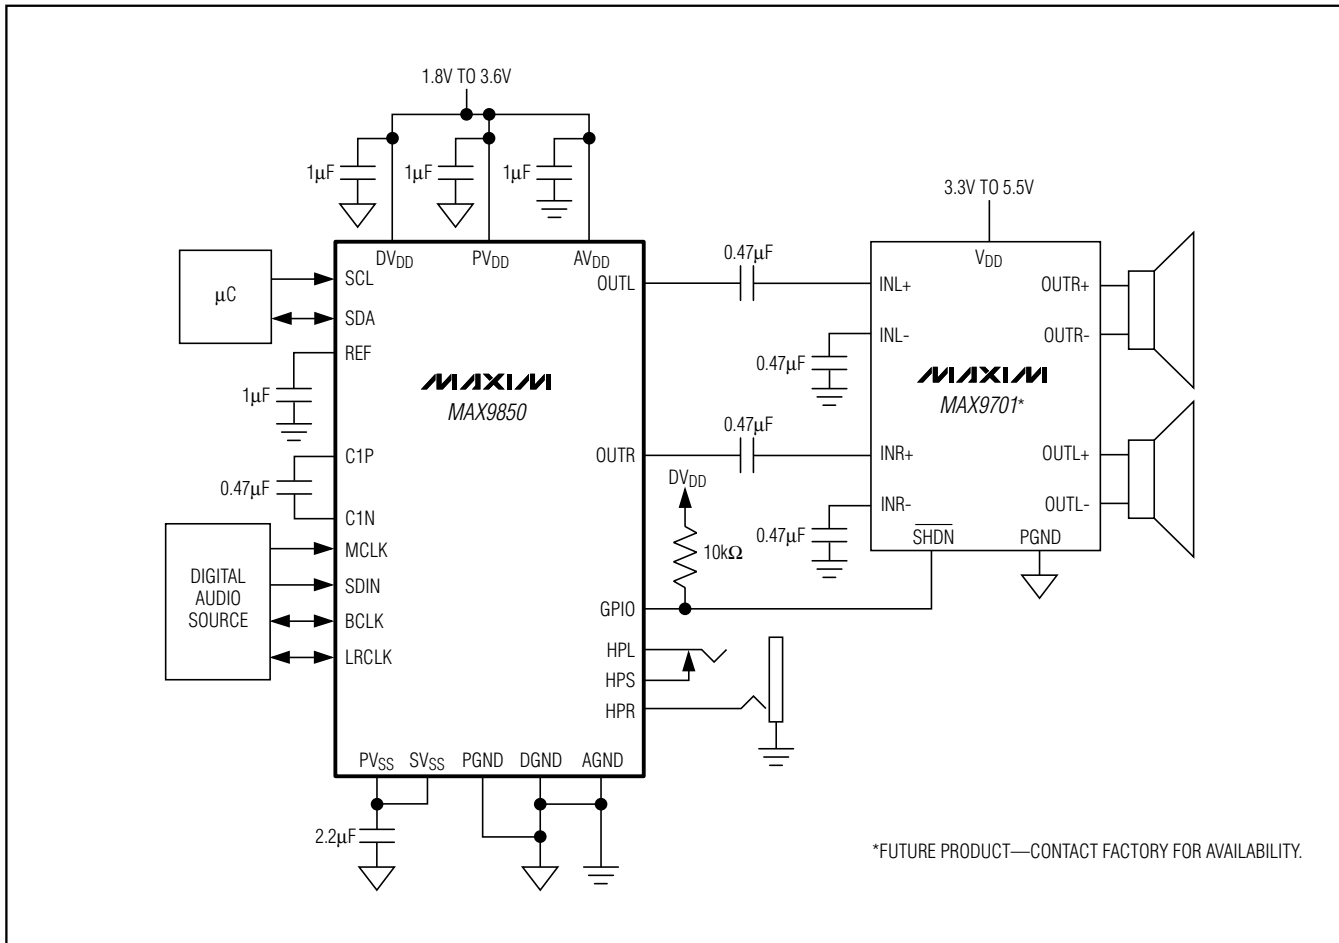 1.8V TO 3.6V
1µF
1µF
1µF
3.3V TO 5.5V
DVDD
PVDD
AVDD
VDD
µC
SCL
SDA
REF
1µF
C1P
0.47µF
C1N
DIGITAL
AUDIO
SOURCE
MCLK
SDIN
BCLK
LRCLK
MAXIM
MAX9850
OUTL
OUTR
GPIO
HPL
HPS
HPR
PVSS
SVSS
PGND
DGND
AGND
2.2µF
0.47µF
0.47µF
0.47µF
0.47µF
DVDD
10kΩ
INL+
INL-
INR+
INR-
MAXIM
MAX9701*
OUTR+
OUTR-
OUTL+
OUTL-
SHDN
PGND
*FUTURE PRODUCT—CONTACT FACTORY FOR AVAILABILITY.